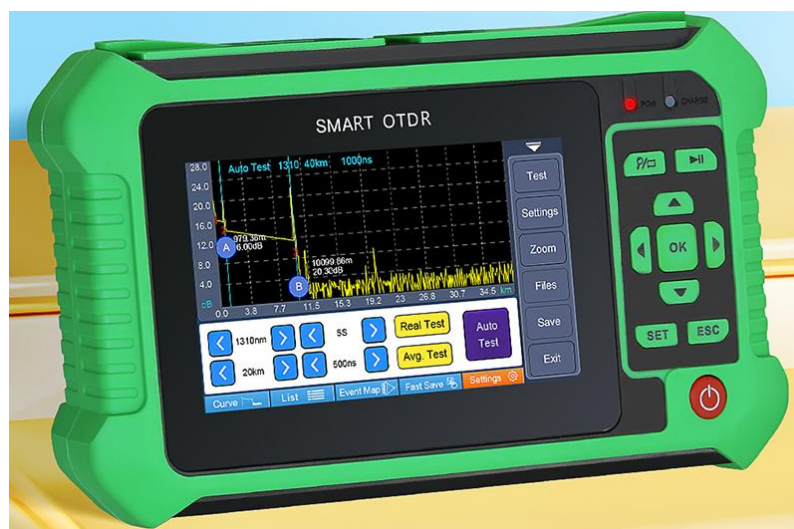 SMART OTDR
POW CHARGE
28.0 Auto Test 1310 40km 1000ns
24.0
20.0
16.0
12.0
8.0
4.0
dB
A
979.38m
6.00dB
10099.86m
20.30dB
B
0.0 3.8 7.7 11.5 15.3 19.2 23 26.8 30.7 34.5 km
Test
Settings
Zoom
Files
Save
Exit
1310nm 5S Real Test Auto Test
20km 500ns Avg. Test
Curve List Event Map Fast Save Settings
OK
SET ESC